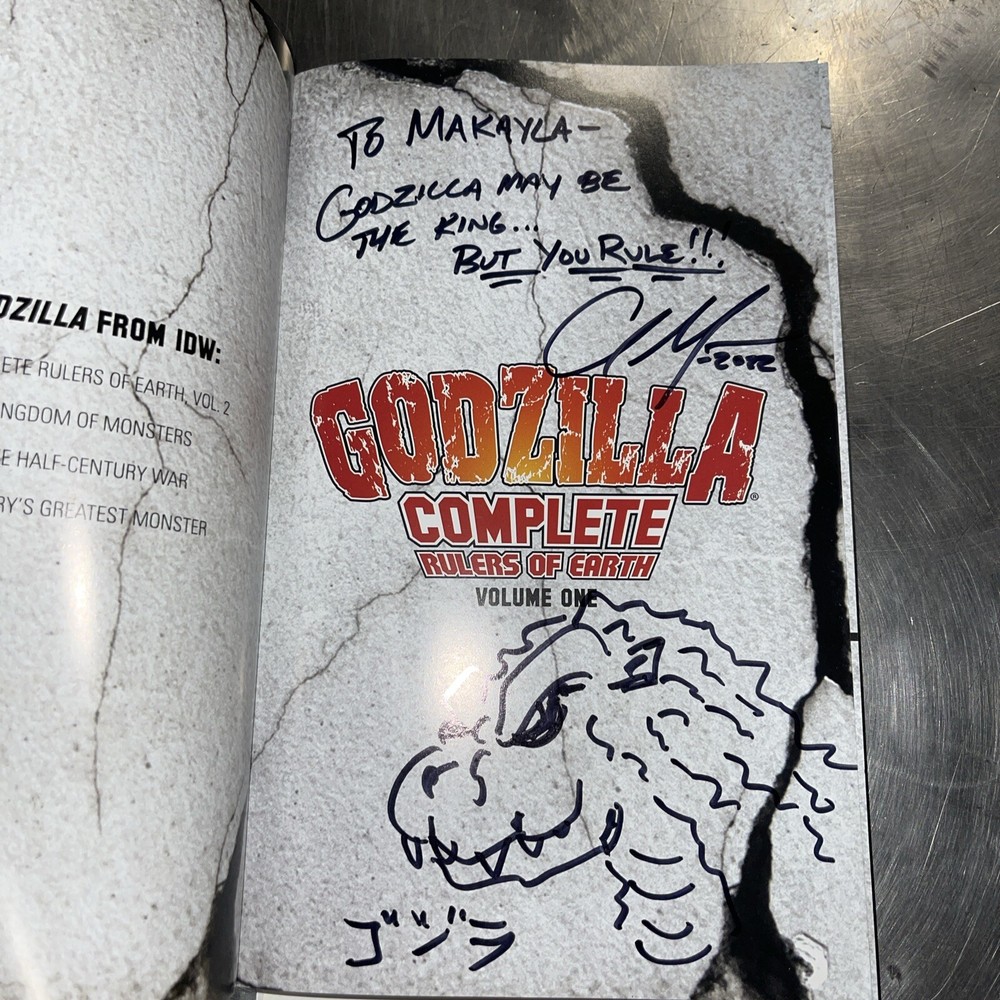 DZILLA FROM IDW:
ETE RULERS OF EARTH, VOL. 2
NGDOM OF MONSTERS
E HALF-CENTURY WAR
RY'S GREATEST MONSTER
TO MAKAYLA-
GODZILLA MAY BE
THE KING...
BUT YOU RULE!!!
-2022
GODZILLA®
COMPLETE
RULERS OF EARTH
VOLUME ONE
ゴジラ